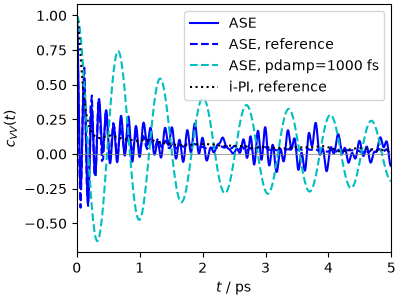 1.00
0.75
0.50
0.25
0.00
−0.25
−0.50
c_VV(t)
ASE
ASE, reference
ASE, pdamp=1000 fs
i-PI, reference
0 1 2 3 4 5
t / ps